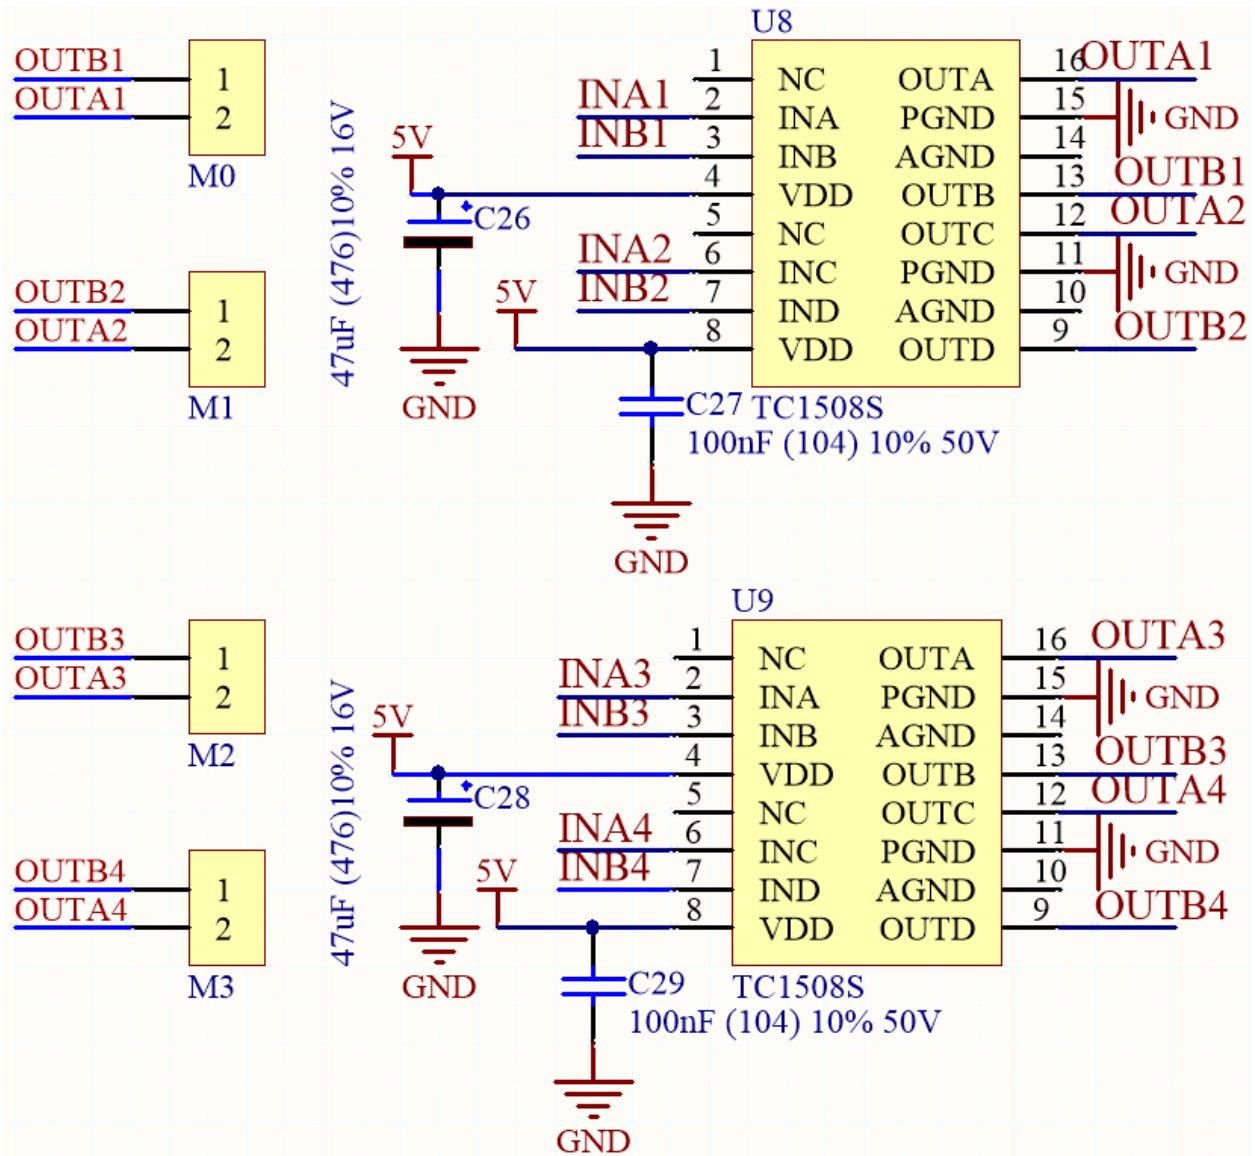 OUTB1
1
OUTA1
2
M0
OUTB2
1
OUTA2
2
M1
47uF (476)10% 16V
5V
C26
GND
5V
C27
100nF (104) 10% 50V
GND
U8
INA1
INB1
INA2
INB2
1 NC OUTA 16 OUTA1
2 INA PGND 15 GND
3 INB AGND 14
4 VDD OUTB 13 OUTB1
5 NC OUTC 12 OUTA2
6 INC PGND 11 GND
7 IND AGND 10
8 VDD OUTD 9 OUTB2
TC1508S
OUTB3
1
OUTA3
2
M2
OUTB4
1
OUTA4
2
M3
47uF (476)10% 16V
5V
C28
GND
5V
C29
100nF (104) 10% 50V
GND
U9
INA3
INB3
INA4
INB4
1 NC OUTA 16 OUTA3
2 INA PGND 15 GND
3 INB AGND 14
4 VDD OUTB 13 OUTB3
5 NC OUTC 12 OUTA4
6 INC PGND 11 GND
7 IND AGND 10
8 VDD OUTD 9 OUTB4
TC1508S